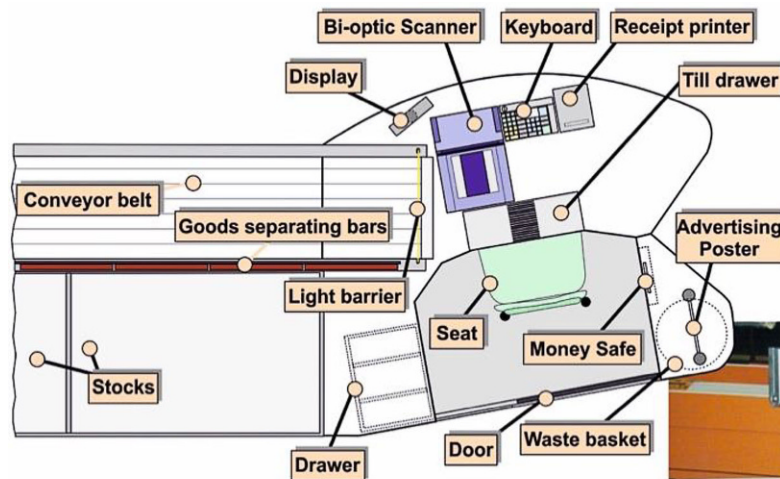 Bi-optic Scanner
Keyboard
Receipt printer
Display
Till drawer
Conveyor belt
Goods separating bars
Advertising
Poster
Light barrier
Seat
Money Safe
Stocks
Drawer
Door
Waste basket